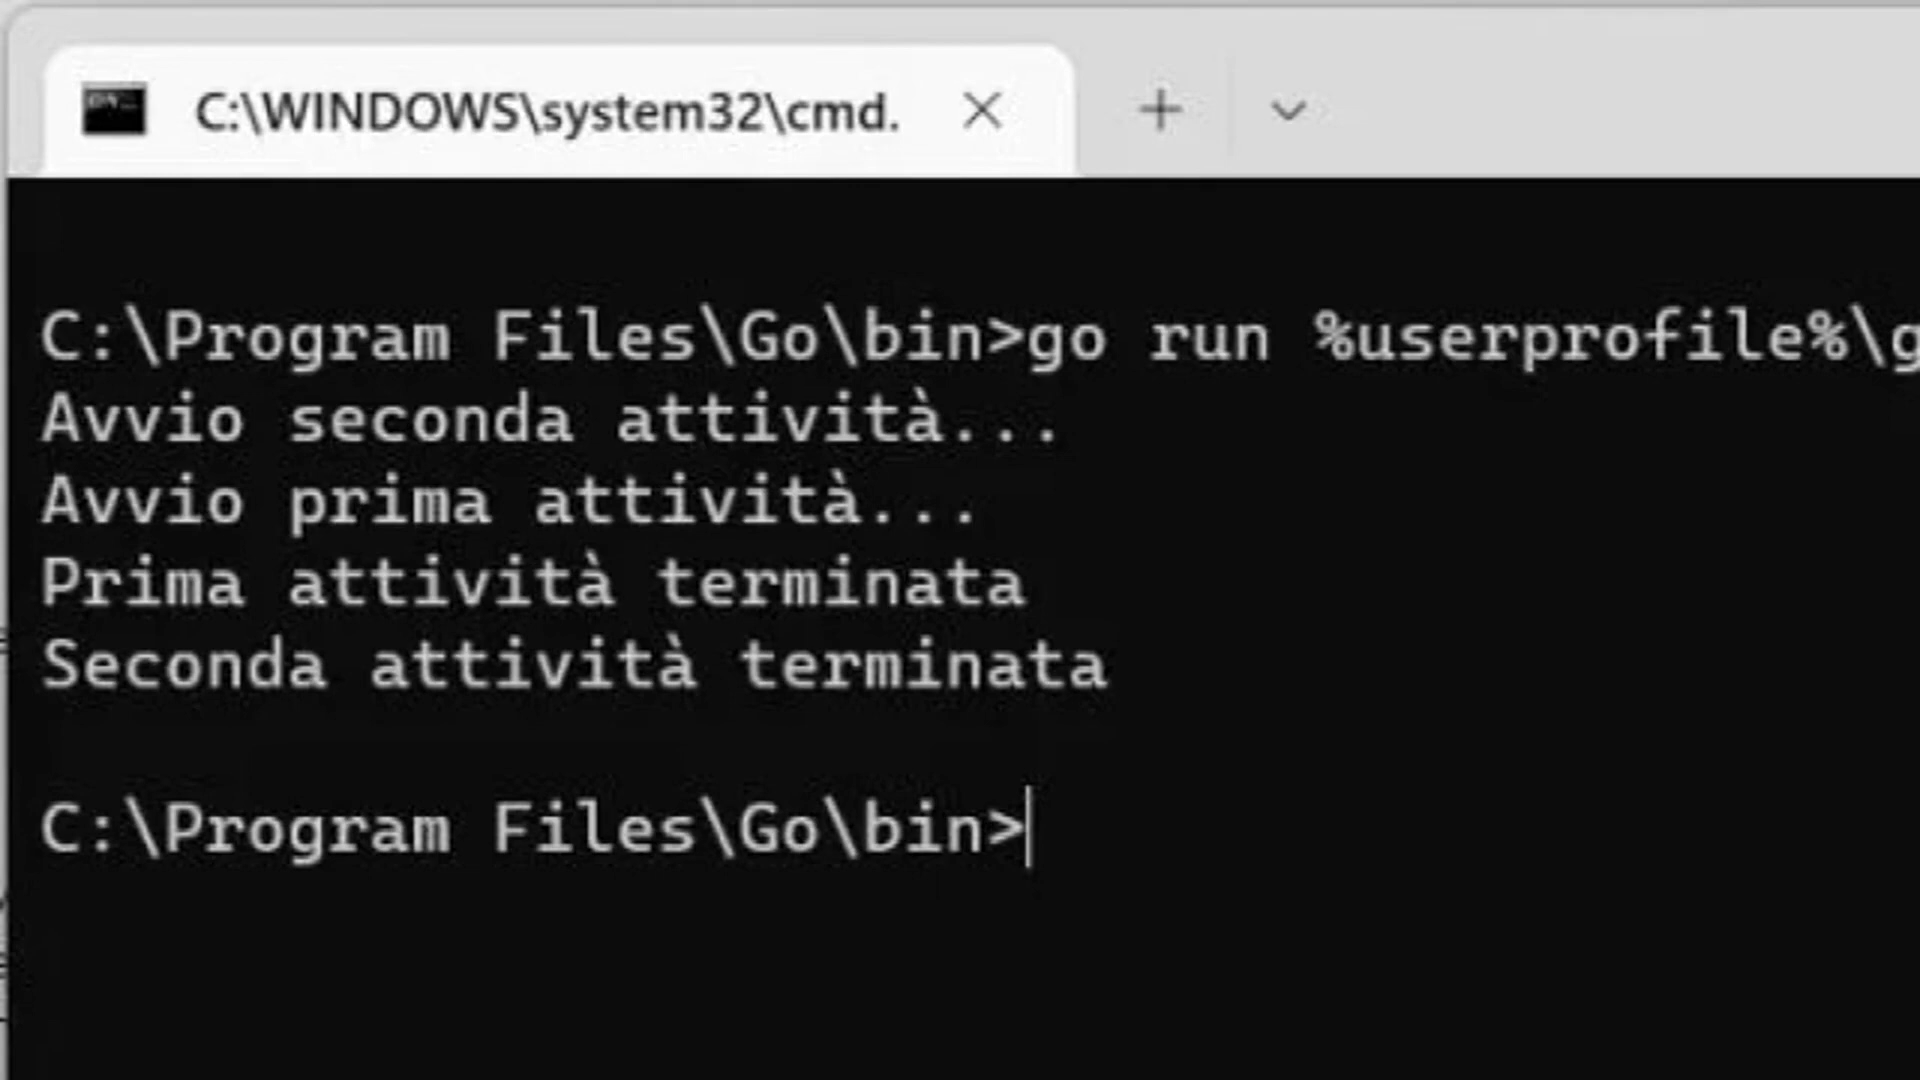 C:\WINDOWS\system32\cmd.
C:\Program Files\Go\bin>go run %userprofile%\g
Avvio seconda attività...
Avvio prima attività...
Prima attività terminata
Seconda attività terminata
C:\Program Files\Go\bin>